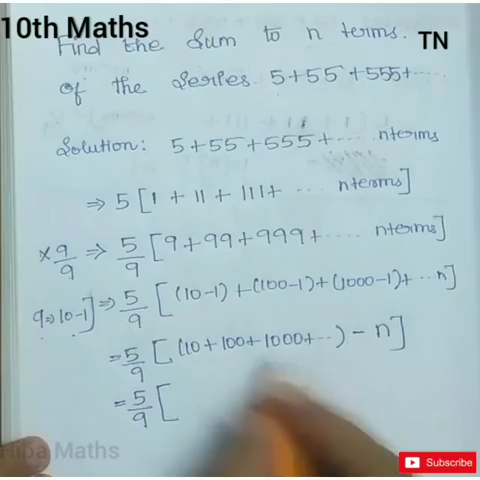 10th Maths
Find the Sum to n terms.
TN
of the Series. 5+55+555+.....
Solution: 5+55+555+..... nterms
⇒ 5 [1 + 11 + 111+ .... nterms]
×9/9 ⇒ 5/9 [9+99+999+..... nterms]
9⇒10-1] ⇒ 5/9 [(10-1)+(100-1)+(1000-1)+...n]
= 5/9 [(10+100+1000+...) - n]
= 5/9 [
Hiba Maths
Subscribe